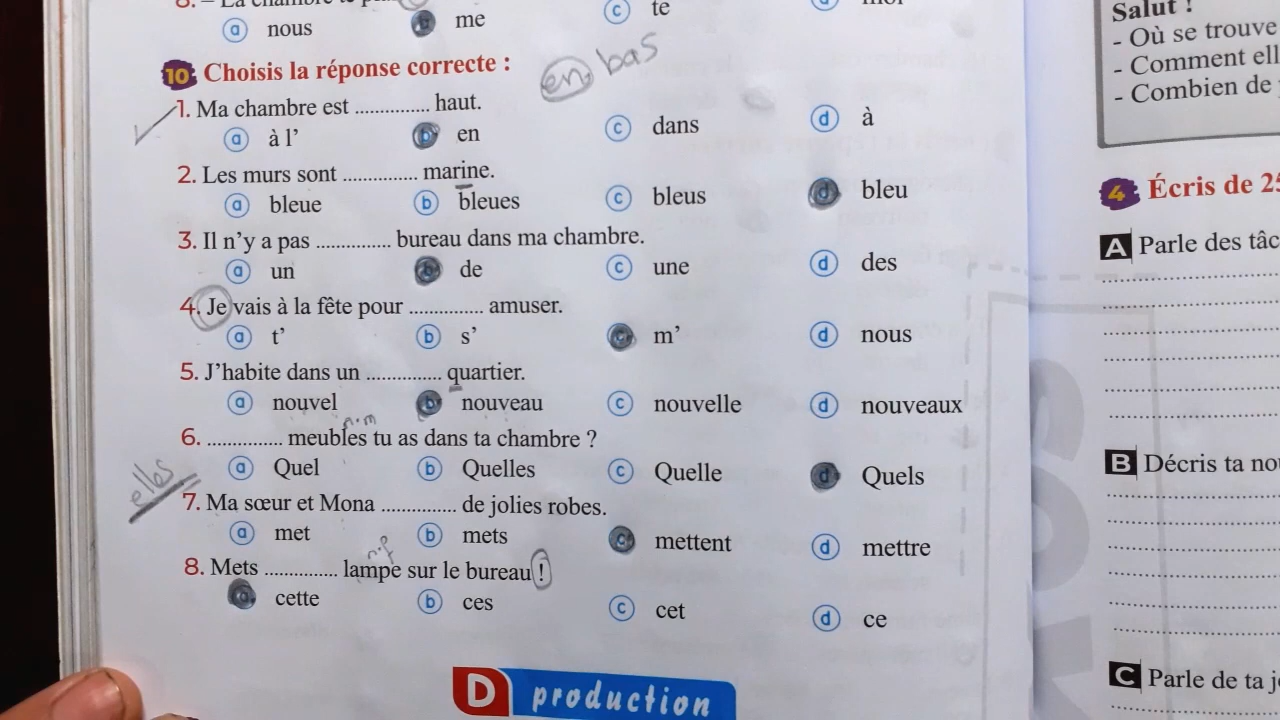 ⓐ nous me ⓒ te
10 Choisis la réponse correcte :
en bas
1. Ma chambre est .............. haut.
ⓐ à l' ⓑ en ⓒ dans ⓓ à
2. Les murs sont .............. marine.
ⓐ bleue ⓑ bleues ⓒ bleus ⓓ bleu
3. Il n'y a pas .............. bureau dans ma chambre.
ⓐ un ⓑ de ⓒ une ⓓ des
4. Je vais à la fête pour .............. amuser.
ⓐ t' ⓑ s' ⓒ m' ⓓ nous
5. J'habite dans un .............. quartier.
ⓐ nouvel ⓑ nouveau ⓒ nouvelle ⓓ nouveaux
n.m
6. .............. meubles tu as dans ta chambre ?
ⓐ Quel ⓑ Quelles ⓒ Quelle ⓓ Quels
elles
7. Ma sœur et Mona .............. de jolies robes.
ⓐ met ⓑ mets ⓒ mettent ⓓ mettre
n.f
8. Mets .............. lampe sur le bureau !
ⓐ cette ⓑ ces ⓒ cet ⓓ ce
D production
Salut !
- Où se trouve
- Comment
- Combien de
4 Écris de
A Parle des
B Décris ta
C Parle de ta